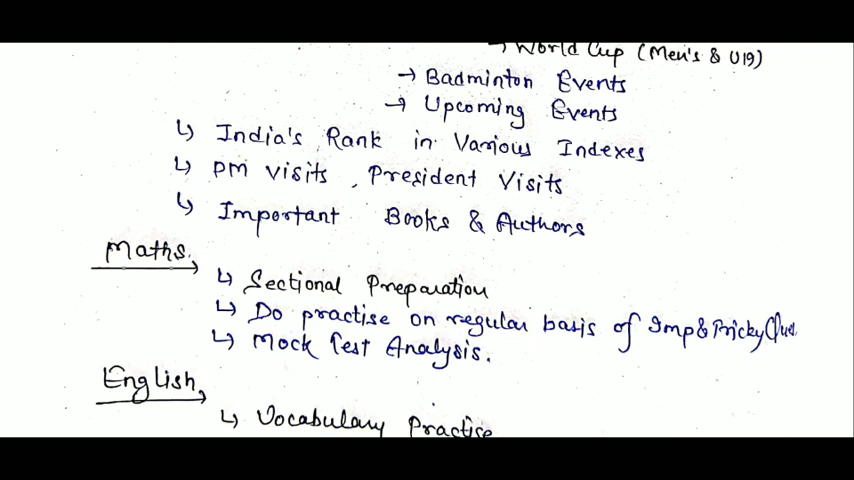 → World Cup (Men's & U19)
→ Badminton Events
→ Upcoming Events
↳ India's Rank in Various Indexes
↳ PM visits, President Visits
↳ Important Books & Authors
Maths
↳ Sectional Preparation
↳ Do practise on regular basis of Imp & Tricky Que
↳ Mock Test Analysis.
English
↳ Vocabulary Practise